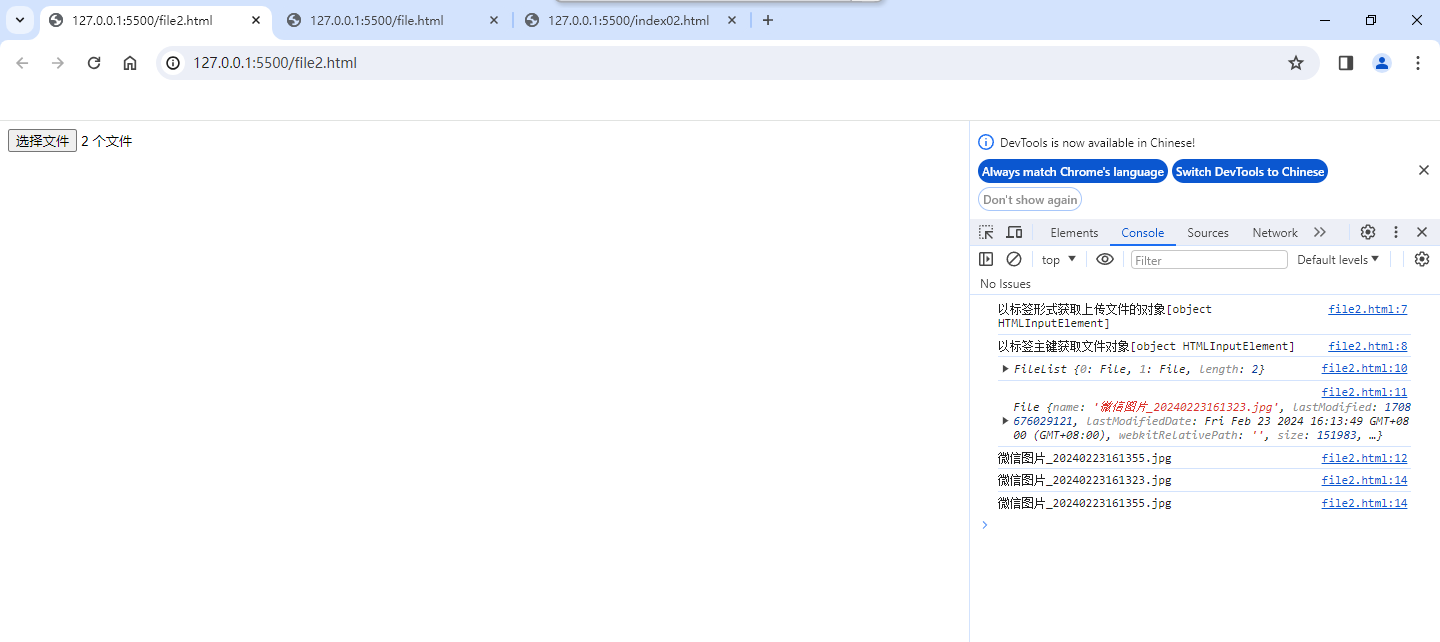 127.0.0.1:5500/file2.html
127.0.0.1:5500/file.html
127.0.0.1:5500/index02.html
127.0.0.1:5500/file2.html
选择文件 2 个文件
DevTools is now available in Chinese!
Always match Chrome's language Switch DevTools to Chinese
Don't show again
Elements Console Sources Network
top Filter Default levels
No Issues
以标签形式获取上传文件的对象[object file2.html:7
HTMLInputElement]
以标签主键获取文件对象[object HTMLInputElement] file2.html:8
FileList {0: File, 1: File, length: 2} file2.html:10
file2.html:11
File {name: '微信图片_20240223161323.jpg', lastModified: 1708
676029121, lastModifiedDate: Fri Feb 23 2024 16:13:49 GMT+08
00 (GMT+08:00), webkitRelativePath: '', size: 151983, …}
微信图片_20240223161355.jpg file2.html:12
微信图片_20240223161323.jpg file2.html:14
微信图片_20240223161355.jpg file2.html:14